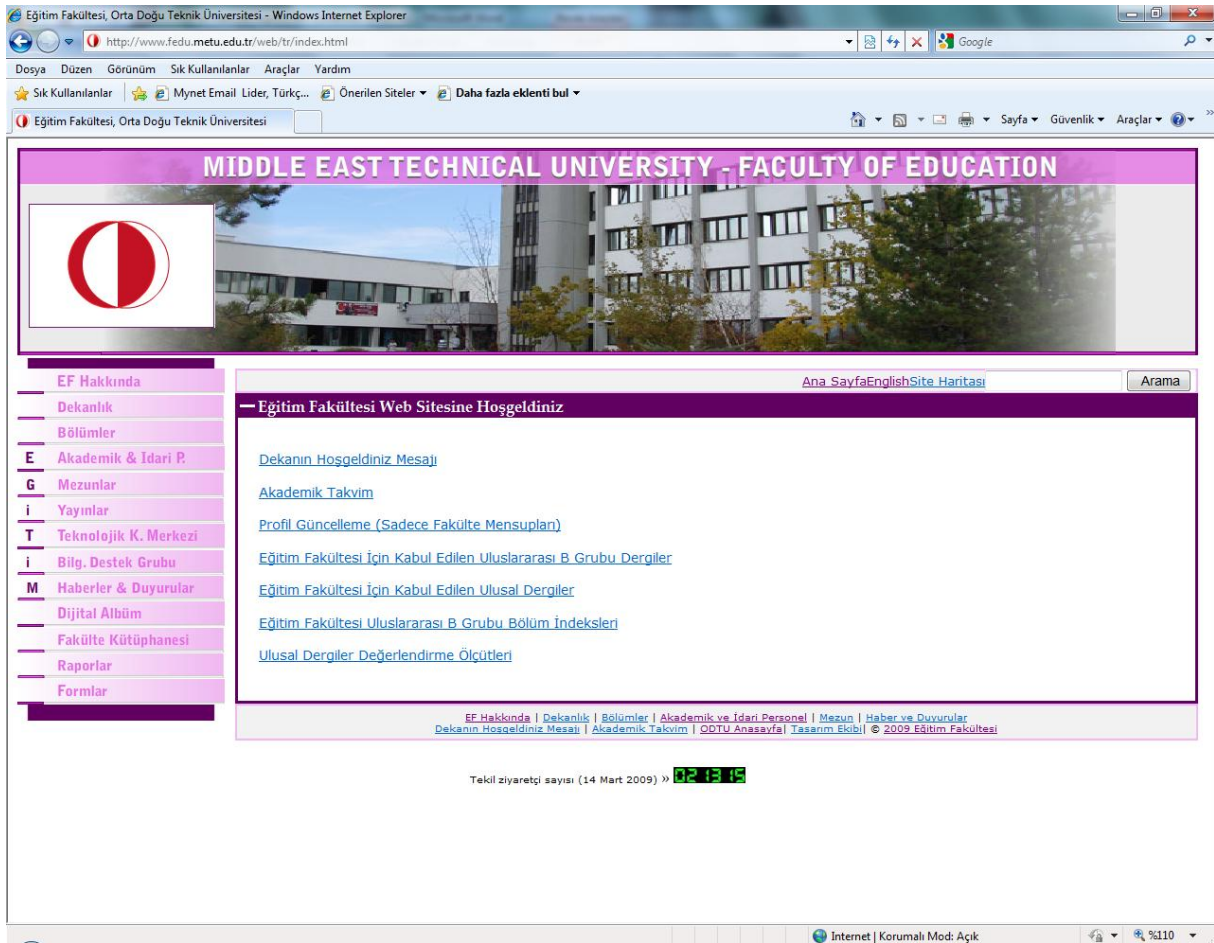 Eğitim Fakültesi, Orta Doğu Teknik Üniversitesi - Windows Internet Explorer
http://www.fedu.metu.edu.tr/web/tr/index.html
Google
Dosya Düzen Görünüm Sık Kullanılanlar Araçlar Yardım
Sık Kullanılanlar Mynet Email Lider, Türkç... Önerilen Siteler Daha fazla eklenti bul
Eğitim Fakültesi, Orta Doğu Teknik Üniversitesi
Sayfa Güvenlik Araçlar
MIDDLE EAST TECHNICAL UNIVERSITY - FACULTY OF EDUCATION
EF Hakkında
Dekanlık
Bölümler
E Akademik & Idari P.
G Mezunlar
i Yayınlar
T Teknolojik K. Merkezi
i Bilg. Destek Grubu
M Haberler & Duyurular
Dijital Albüm
Fakülte Kütüphanesi
Raporlar
Formlar
Ana SayfaEnglishSite Haritası Arama
Eğitim Fakültesi Web Sitesine Hoşgeldiniz
Dekanın Hoşgeldiniz Mesajı
Akademik Takvim
Profil Güncelleme (Sadece Fakülte Mensupları)
Eğitim Fakültesi İçin Kabul Edilen Uluslararası B Grubu Dergiler
Eğitim Fakültesi İçin Kabul Edilen Ulusal Dergiler
Eğitim Fakültesi Uluslararası B Grubu Bölüm İndeksleri
Ulusal Dergiler Değerlendirme Ölçütleri
EF Hakkında | Dekanlık | Bölümler | Akademik ve İdari Personel | Mezun | Haber ve Duyurular
Dekanın Hoşgeldiniz Mesajı | Akademik Takvim | ODTU Anasayfa| Tasarım Ekibi| © 2009 Eğitim Fakültesi
Tekil ziyaretçi sayısı (14 Mart 2009) » 021315
Internet | Korumalı Mod: Açık %110